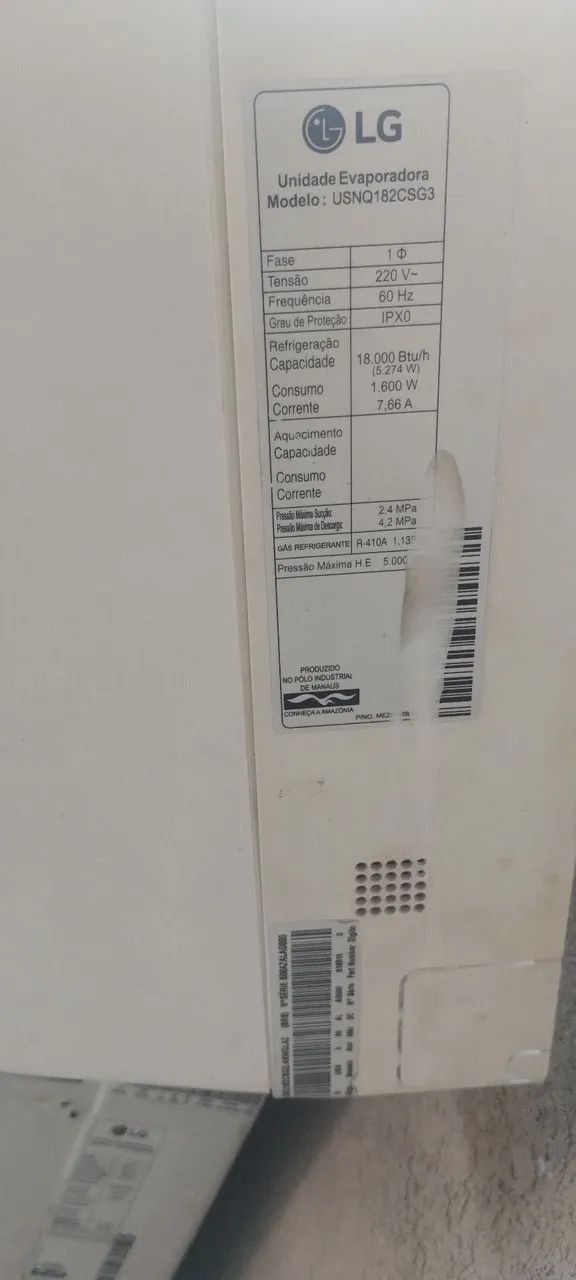 LG
Unidade Evaporadora
Modelo: USNQ182CSG3
Fase 1 Φ
Tensão 220 V~
Frequência 60 Hz
Grau de Proteção IPX0
Refrigeração
Capacidade 18.000 Btu/h
(5.274 W)
Consumo 1.600 W
Corrente 7,66 A
Aquecimento
Capacidade
Consumo
Corrente
Pressão Máxima Sucção: 2,4 MPa
Pressão Máxima de Descarga: 4,2 MPa
GÁS REFRIGERANTE R-410A
Pressão Máxima H.E
PRODUZIDO
NO PÓLO INDUSTRIAL
DE MANAUS
CONHEÇA A AMAZÔNIA
P/NO.
LG